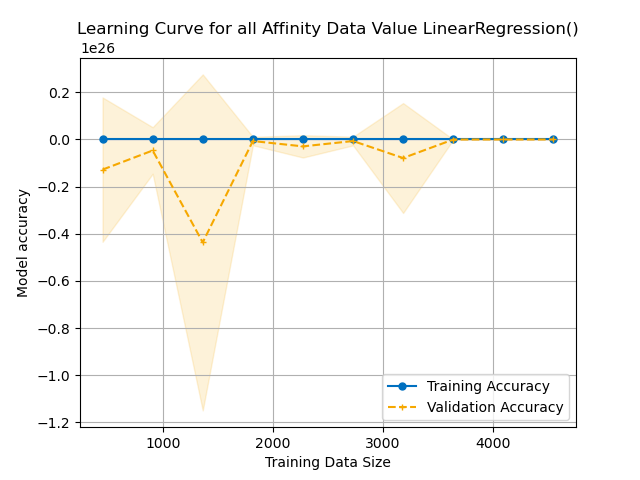 Learning Curve for all Affinity Data Value LinearRegression()
1e26
0.2
0.0
−0.2
−0.4
−0.6
−0.8
−1.0
−1.2
Model accuracy
Training Accuracy
Validation Accuracy
1000 2000 3000 4000
Training Data Size